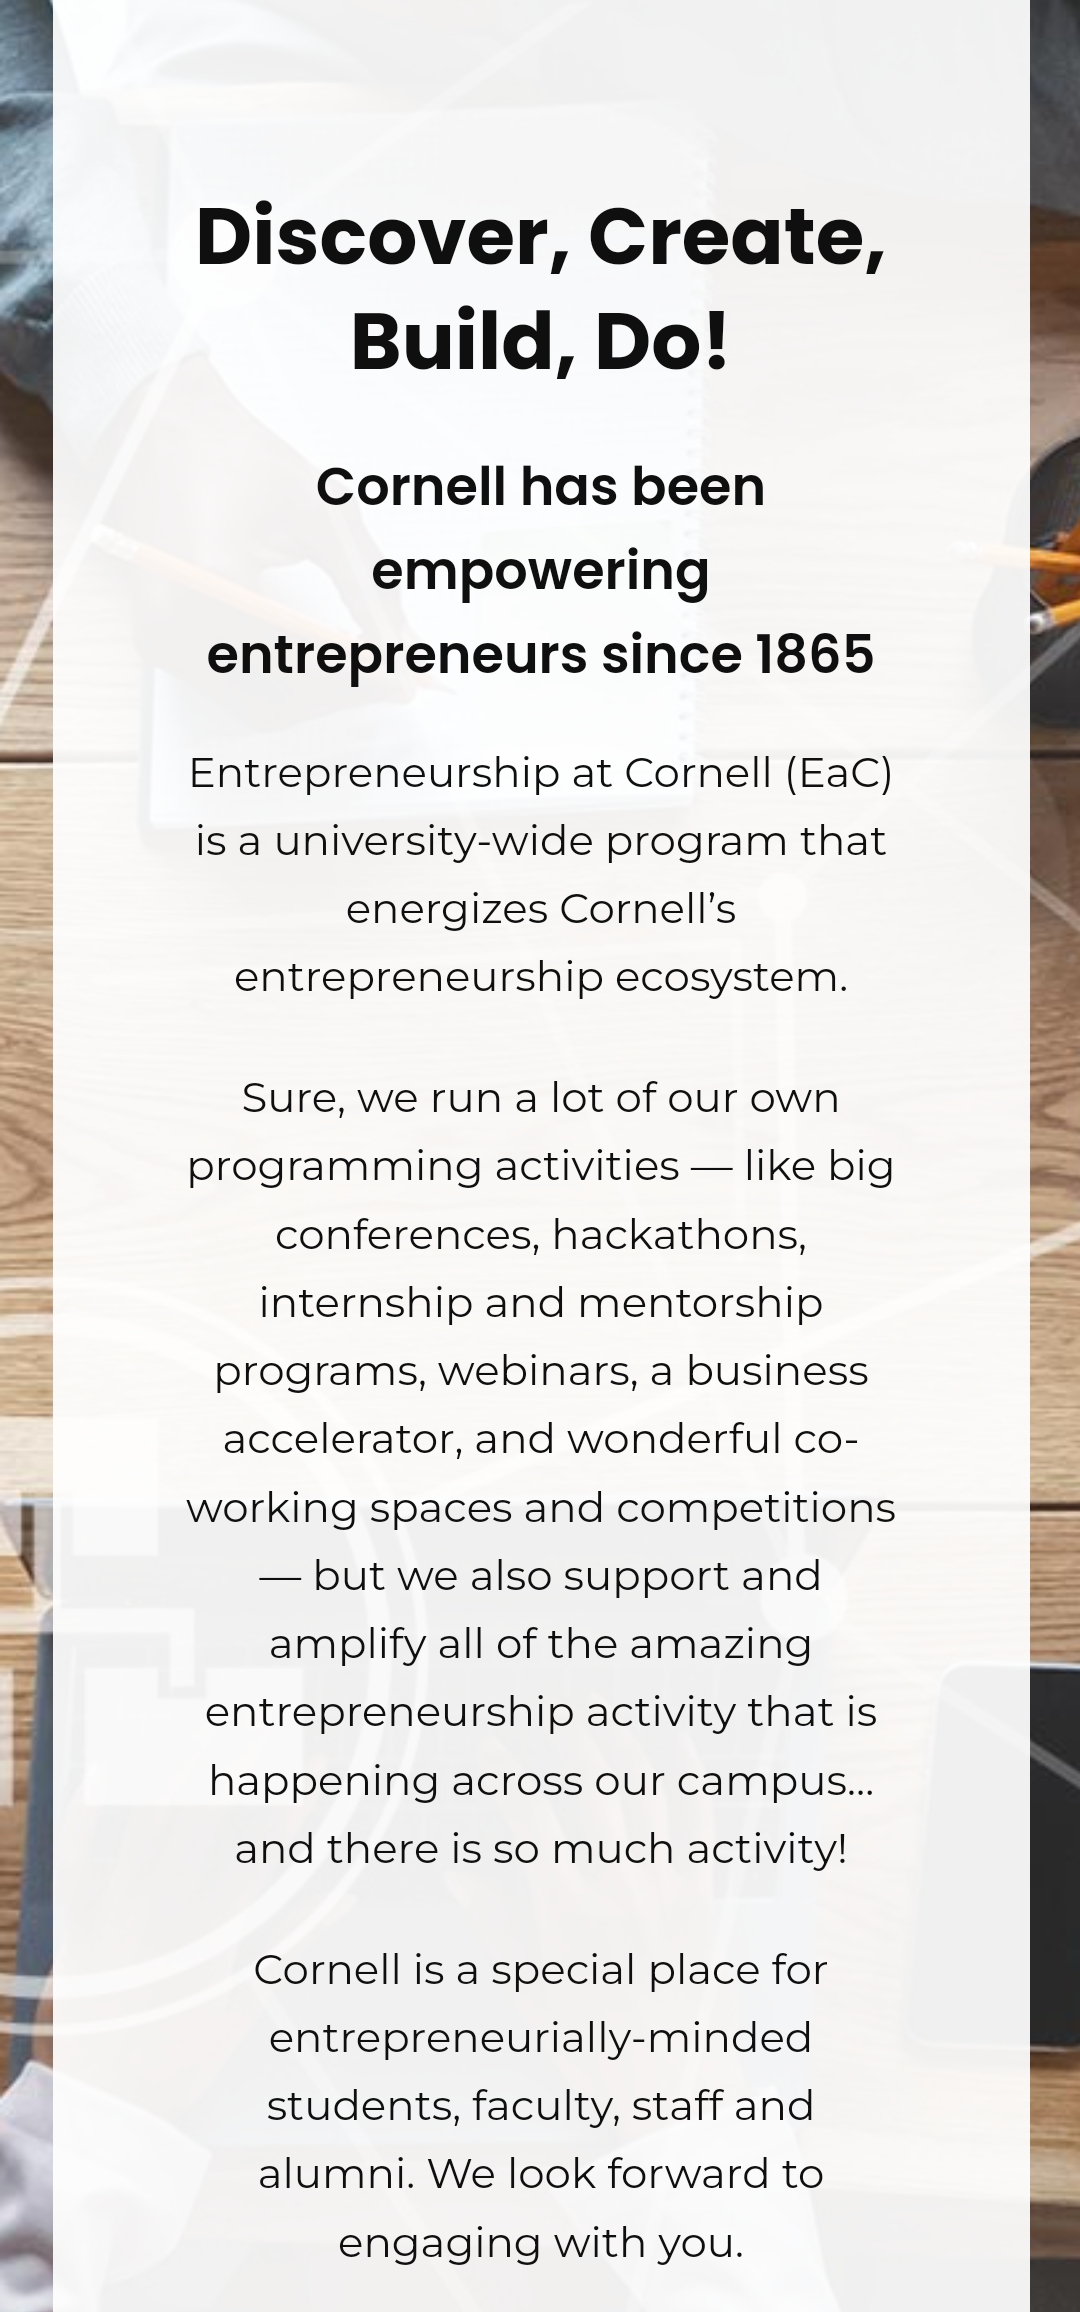 Discover, Create,
Build, Do!
Cornell has been
empowering
entrepreneurs since 1865
Entrepreneurship at Cornell (EaC)
is a university-wide program that
energizes Cornell’s
entrepreneurship ecosystem.
Sure, we run a lot of our own
programming activities — like big
conferences, hackathons,
internship and mentorship
programs, webinars, a business
accelerator, and wonderful co-
working spaces and competitions
— but we also support and
amplify all of the amazing
entrepreneurship activity that is
happening across our campus…
and there is so much activity!
Cornell is a special place for
entrepreneurially-minded
students, faculty, staff and
alumni. We look forward to
engaging with you.